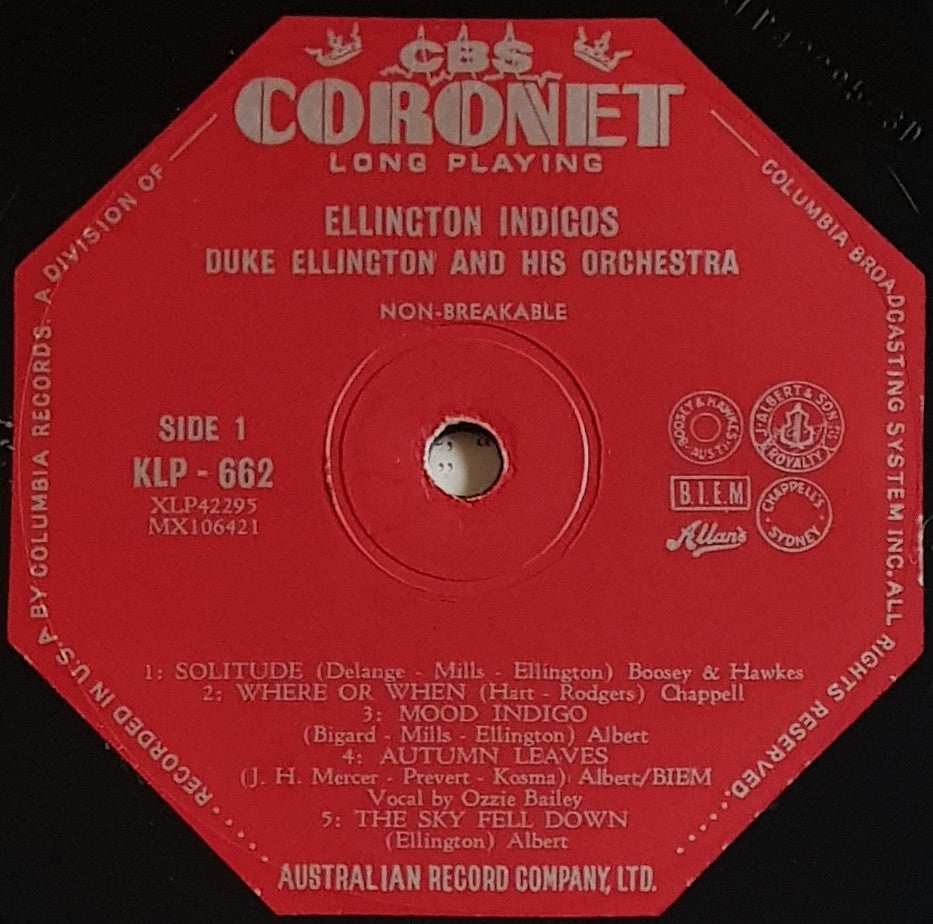 CBS
CORONET
LONG PLAYING
ELLINGTON INDIGOS
DUKE ELLINGTON AND HIS ORCHESTRA
NON-BREAKABLE
SIDE 1
KLP - 662
XLP42295
MX106421
BOOSEY & HAWKES
AUST
J. ALBERT & SON
ROYALTY
B.I.E.M.
CHAPPELL'S
SYDNEY
Allan's
1: SOLITUDE (Delange - Mills - Ellington) Boosey & Hawkes
2: WHERE OR WHEN (Hart - Rodgers) Chappell
3: MOOD INDIGO
(Bigard - Mills - Ellington) Albert
4: AUTUMN LEAVES
(J. H. Mercer - Prevert - Kosma) Albert/BIEM
Vocal by Ozzie Bailey
5: THE SKY FELL DOWN
(Ellington) Albert
AUSTRALIAN RECORD COMPANY, LTD.
RECORDED IN U.S.A BY COLUMBIA RECORDS. A DIVISION OF
COLUMBIA BROADCASTING SYSTEM INC. ALL RIGHTS RESERVED.